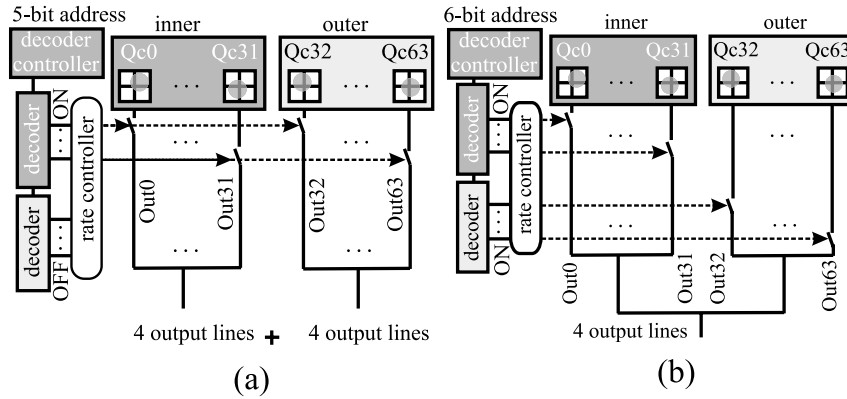 5-bit address
inner
outer
decoder
controller
Qc0
Qc31
Qc32
Qc63
...
...
decoder
decoder
ON
...
...
OFF
rate controller
...
...
Out0
Out31
Out32
Out63
...
...
4 output lines + 4 output lines
(a)
6-bit address
inner
outer
decoder
controller
Qc0
Qc31
Qc32
Qc63
...
...
decoder
decoder
ON
...
...
ON
rate controller
...
...
...
...
Out0
Out31
Out32
Out63
4 output lines
(b)